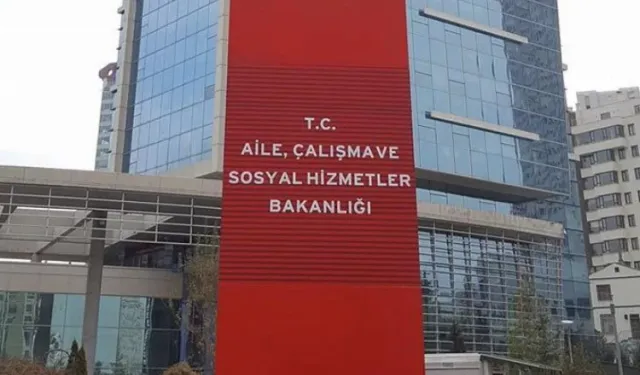 T.C.
AİLE, ÇALIŞMAVE
SOSYAL HİZMETLER
BAKANLIĞI